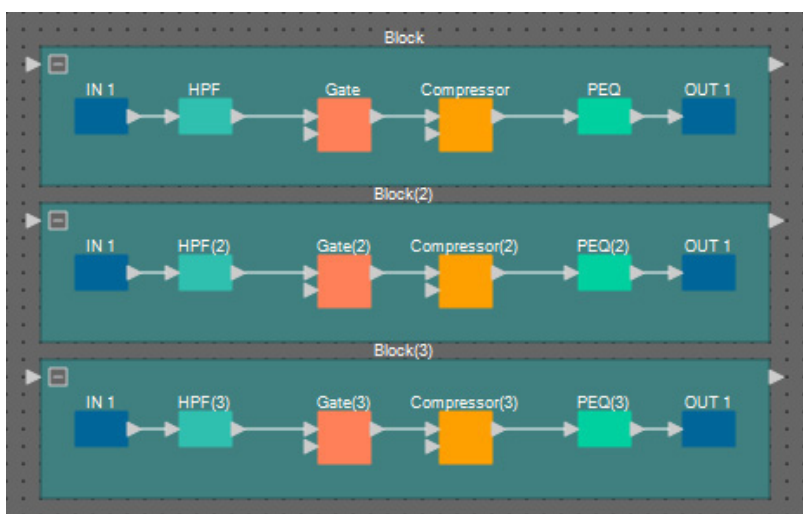 Block
IN 1 HPF Gate Compressor PEQ OUT 1
Block(2)
IN 1 HPF(2) Gate(2) Compressor(2) PEQ(2) OUT 1
Block(3)
IN 1 HPF(3) Gate(3) Compressor(3) PEQ(3) OUT 1